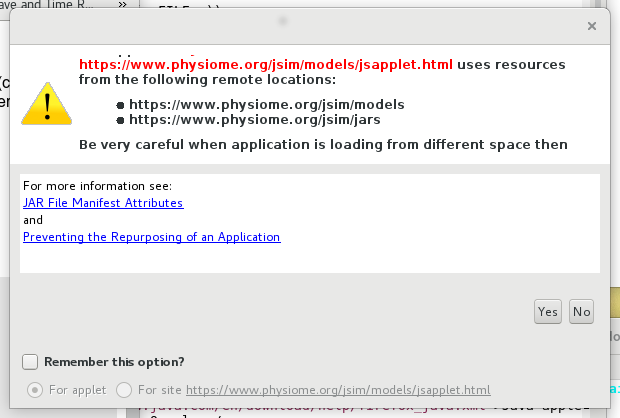 ave and Time R... »
https://www.physiome.org/jsim/models/jsapplet.html uses resources
from the following remote locations:
https://www.physiome.org/jsim/models
https://www.physiome.org/jsim/jars
Be very careful when application is loading from different space then
For more information see:
JAR File Manifest Attributes
and
Preventing the Repurposing of an Application
Yes No
Remember this option?
For applet For site https://www.physiome.org/jsim/models/jsapplet.html